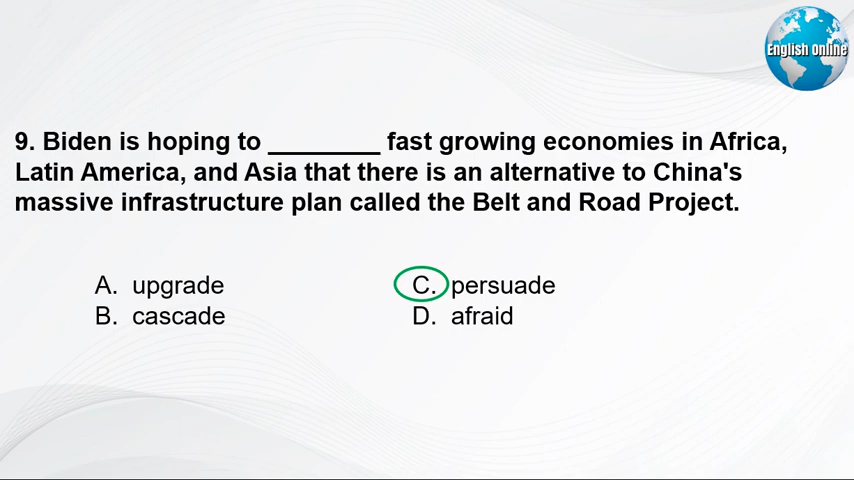 English Online
9. Biden is hoping to ________ fast growing economies in Africa,
Latin America, and Asia that there is an alternative to China's
massive infrastructure plan called the Belt and Road Project.
A. upgrade
B. cascade
C. persuade
D. afraid